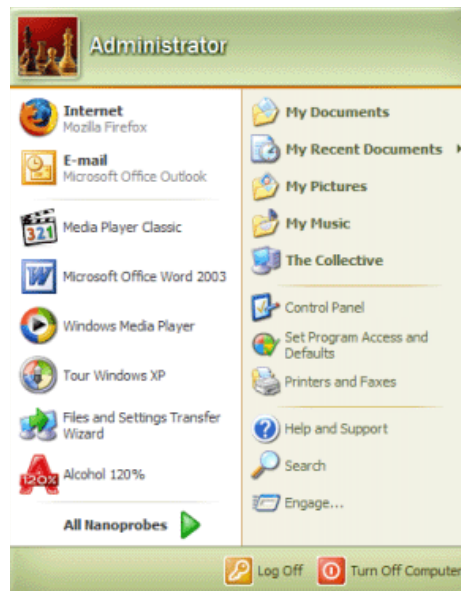 Administrator
Internet
Mozilla Firefox
E-mail
Microsoft Office Outlook
321
Media Player Classic
W
Microsoft Office Word 2003
Windows Media Player
Tour Windows XP
Files and Settings Transfer
Wizard
120%
Alcohol 120%
All Nanoprobes
My Documents
My Recent Documents
My Pictures
My Music
The Collective
Control Panel
Set Program Access and
Defaults
Printers and Faxes
Help and Support
Search
Engage...
Log Off
Turn Off Computer